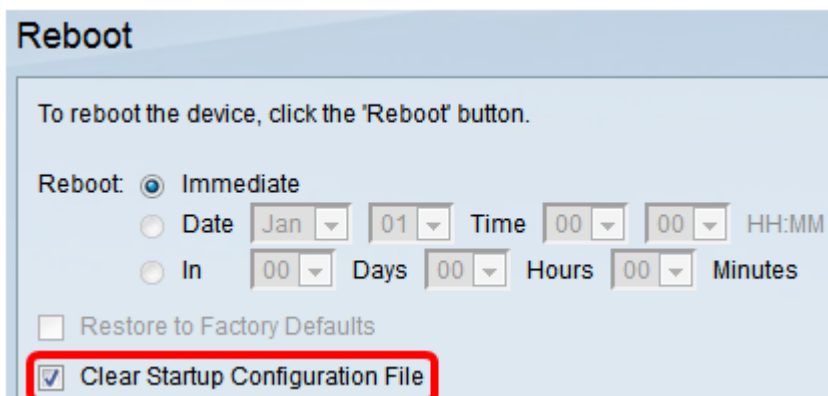 Reboot
To reboot the device, click the 'Reboot' button.
Reboot: Immediate
Date Jan 01 Time 00 00 HH:MM
In 00 Days 00 Hours 00 Minutes
Restore to Factory Defaults
Clear Startup Configuration File